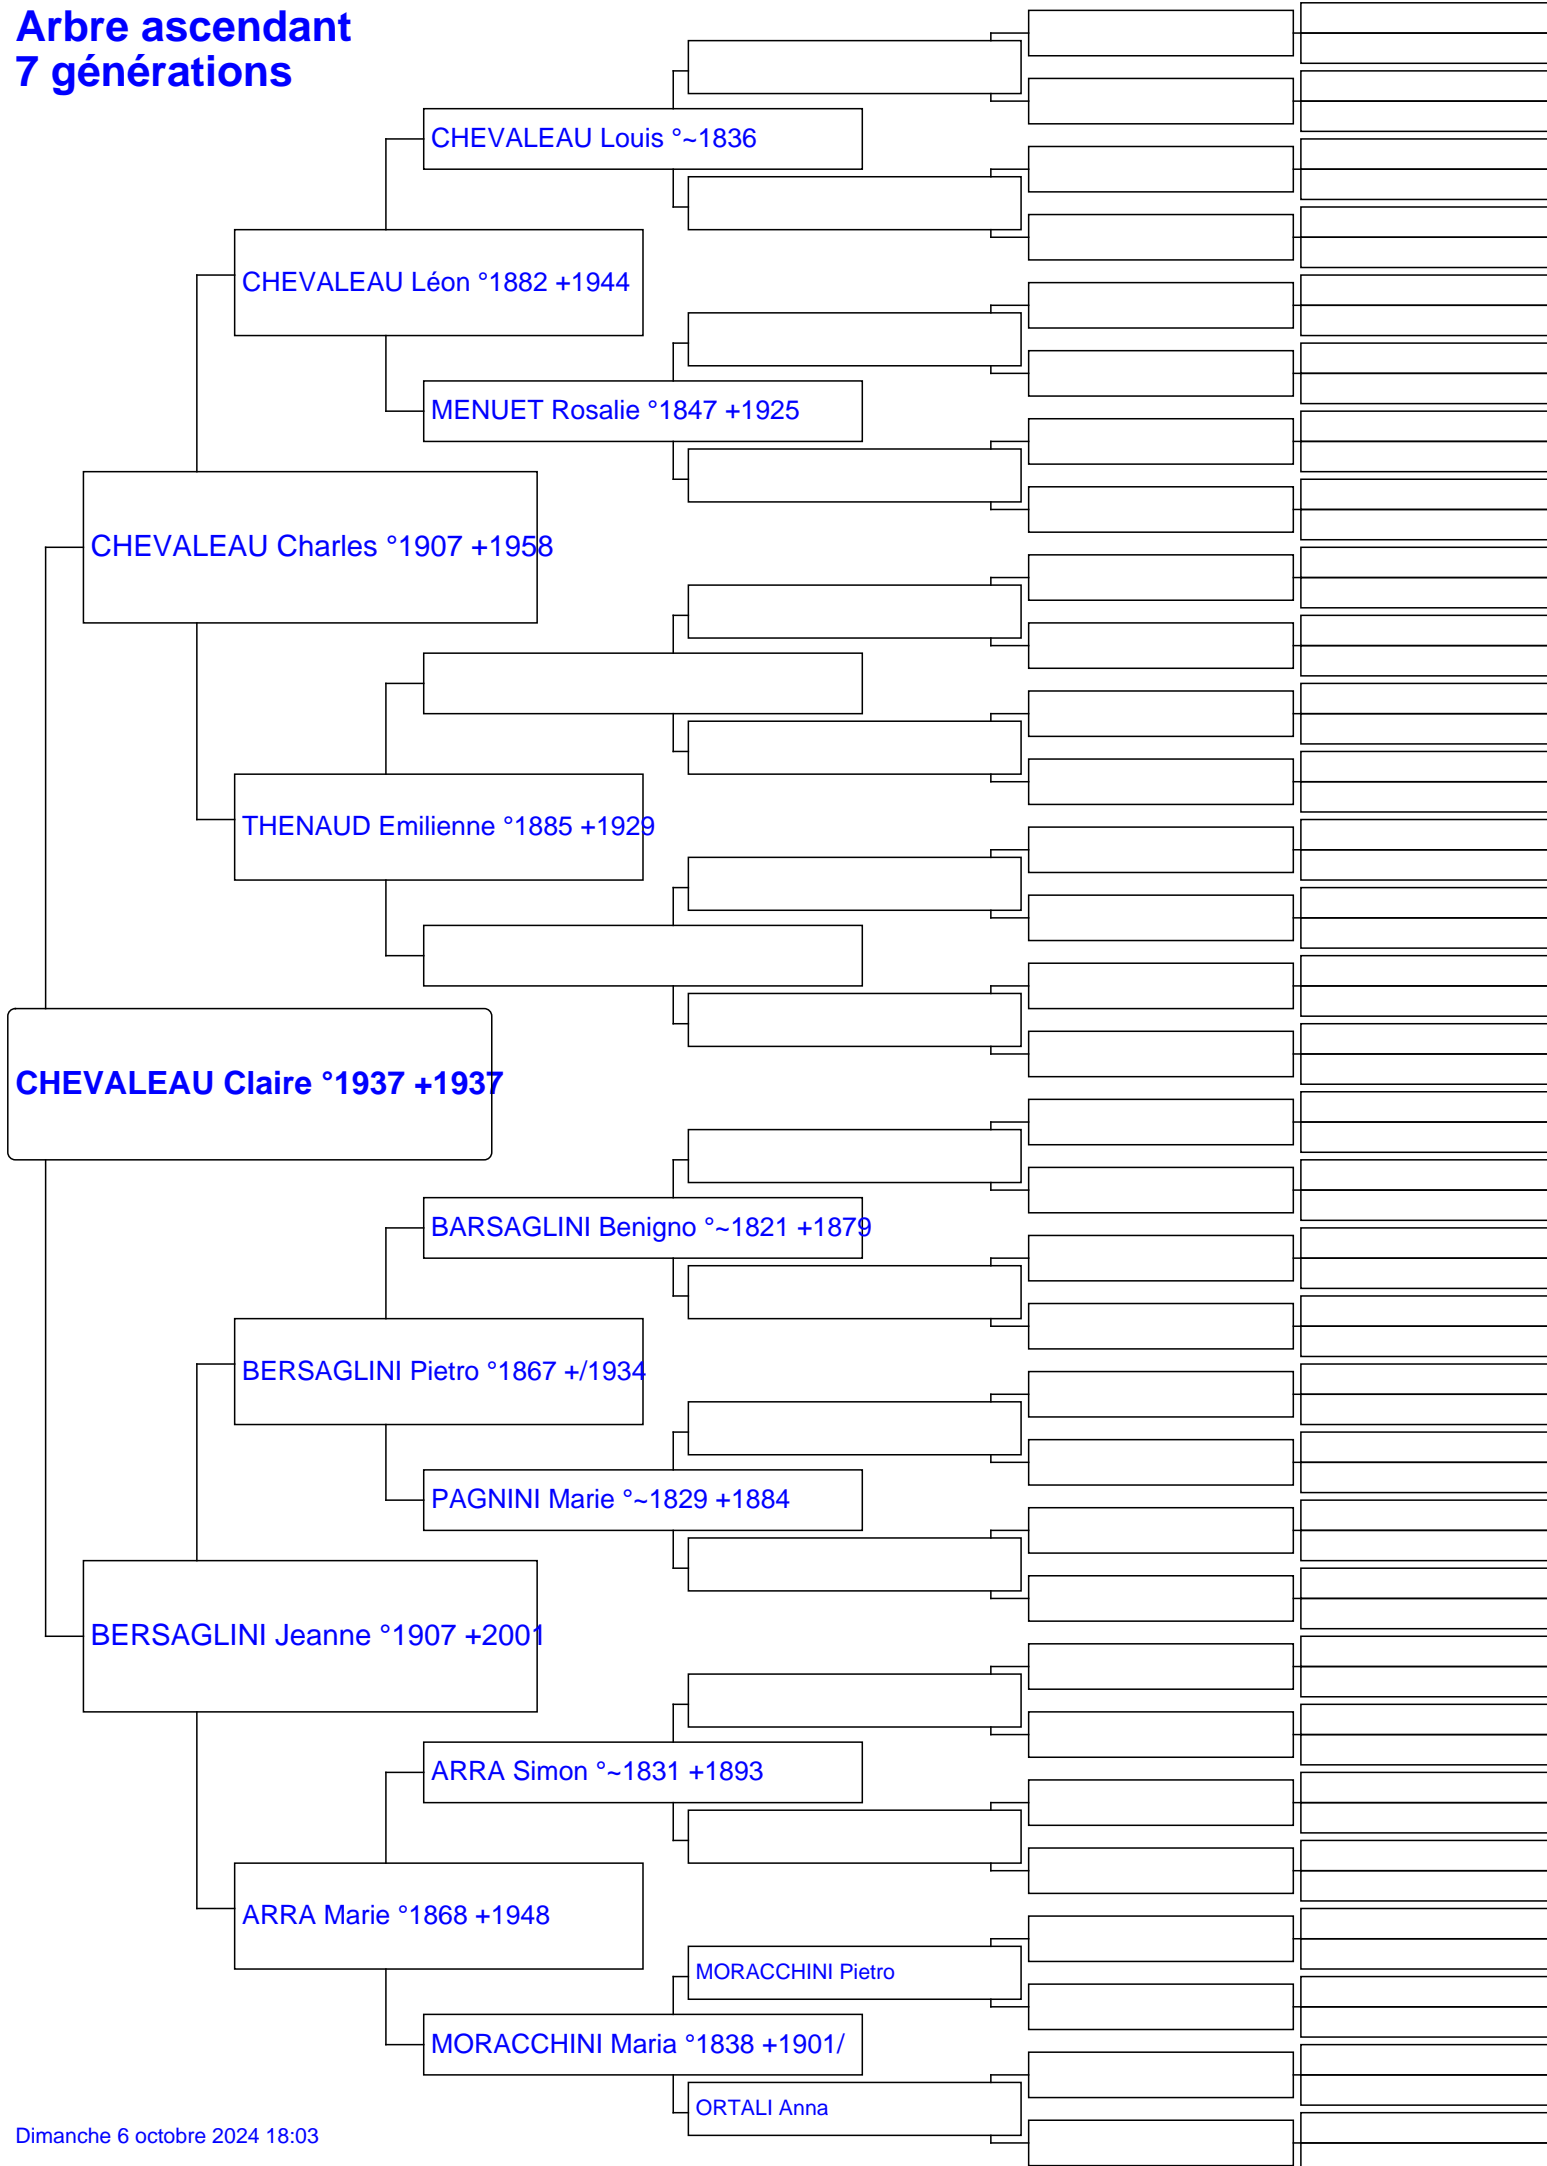 Arbre ascendant
7 générations
CHEVALEAU Louis °~1836
CHEVALEAU Léon °1882 +1944
MENUET Rosalie °1847 +1925
CHEVALEAU Charles °1907 +1958
THENAUD Emilienne °1885 +1929
CHEVALEAU Claire °1937 +1937
BARSAGLINI Benigno °~1821 +1879
BERSAGLINI Pietro °1867 +/1934
PAGNINI Marie °~1829 +1884
BERSAGLINI Jeanne °1907 +2001
ARRA Simon °~1831 +1893
ARRA Marie °1868 +1948
MORACCHINI Pietro
MORACCHINI Maria °1838 +1901/
ORTALI Anna
Dimanche 6 octobre 2024 18:03